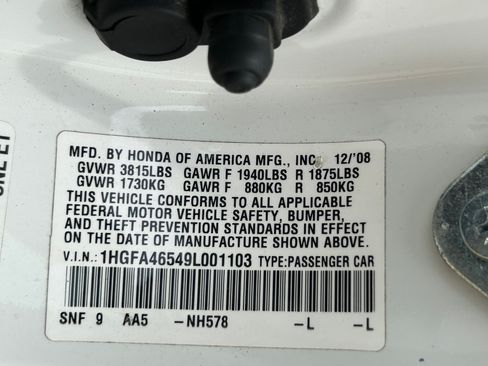 MFD. BY HONDA OF AMERICA MFG., INC. 12/'08
GVWR 3815LBS GAWR F 1940LBS R 1875LBS
GVWR 1730KG GAWR F 880KG R 850KG
THIS VEHICLE CONFORMS TO ALL APPLICABLE
FEDERAL MOTOR VEHICLE SAFETY, BUMPER,
AND THEFT PREVENTION STANDARDS IN EFFECT
ON THE DATE OF MANUFACTURE SHOWN ABOVE.
V.I.N.: 1HGFA46549L001103 TYPE:PASSENGER CAR
SNF 9 AA5 -NH578 -L -L